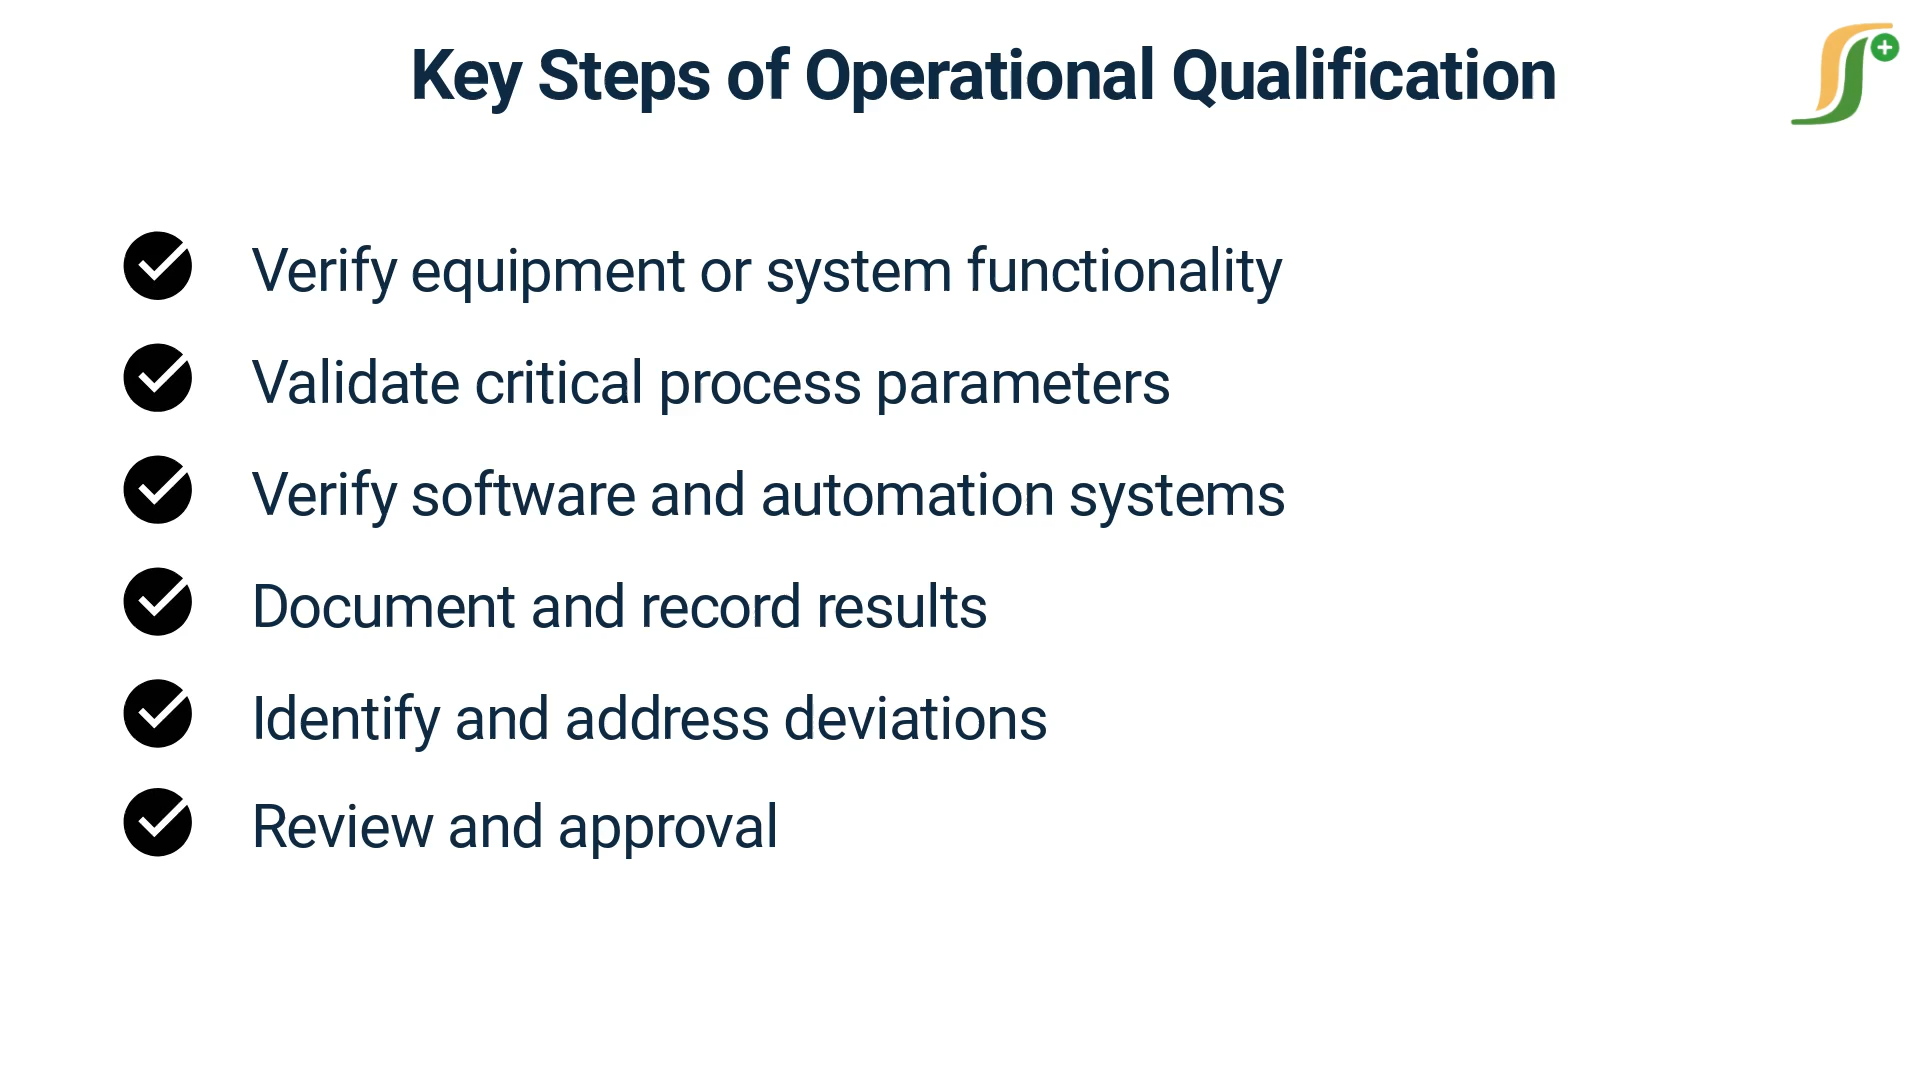 Key Steps of Operational Qualification
Verify equipment or system functionality
Validate critical process parameters
Verify software and automation systems
Document and record results
Identify and address deviations
Review and approval